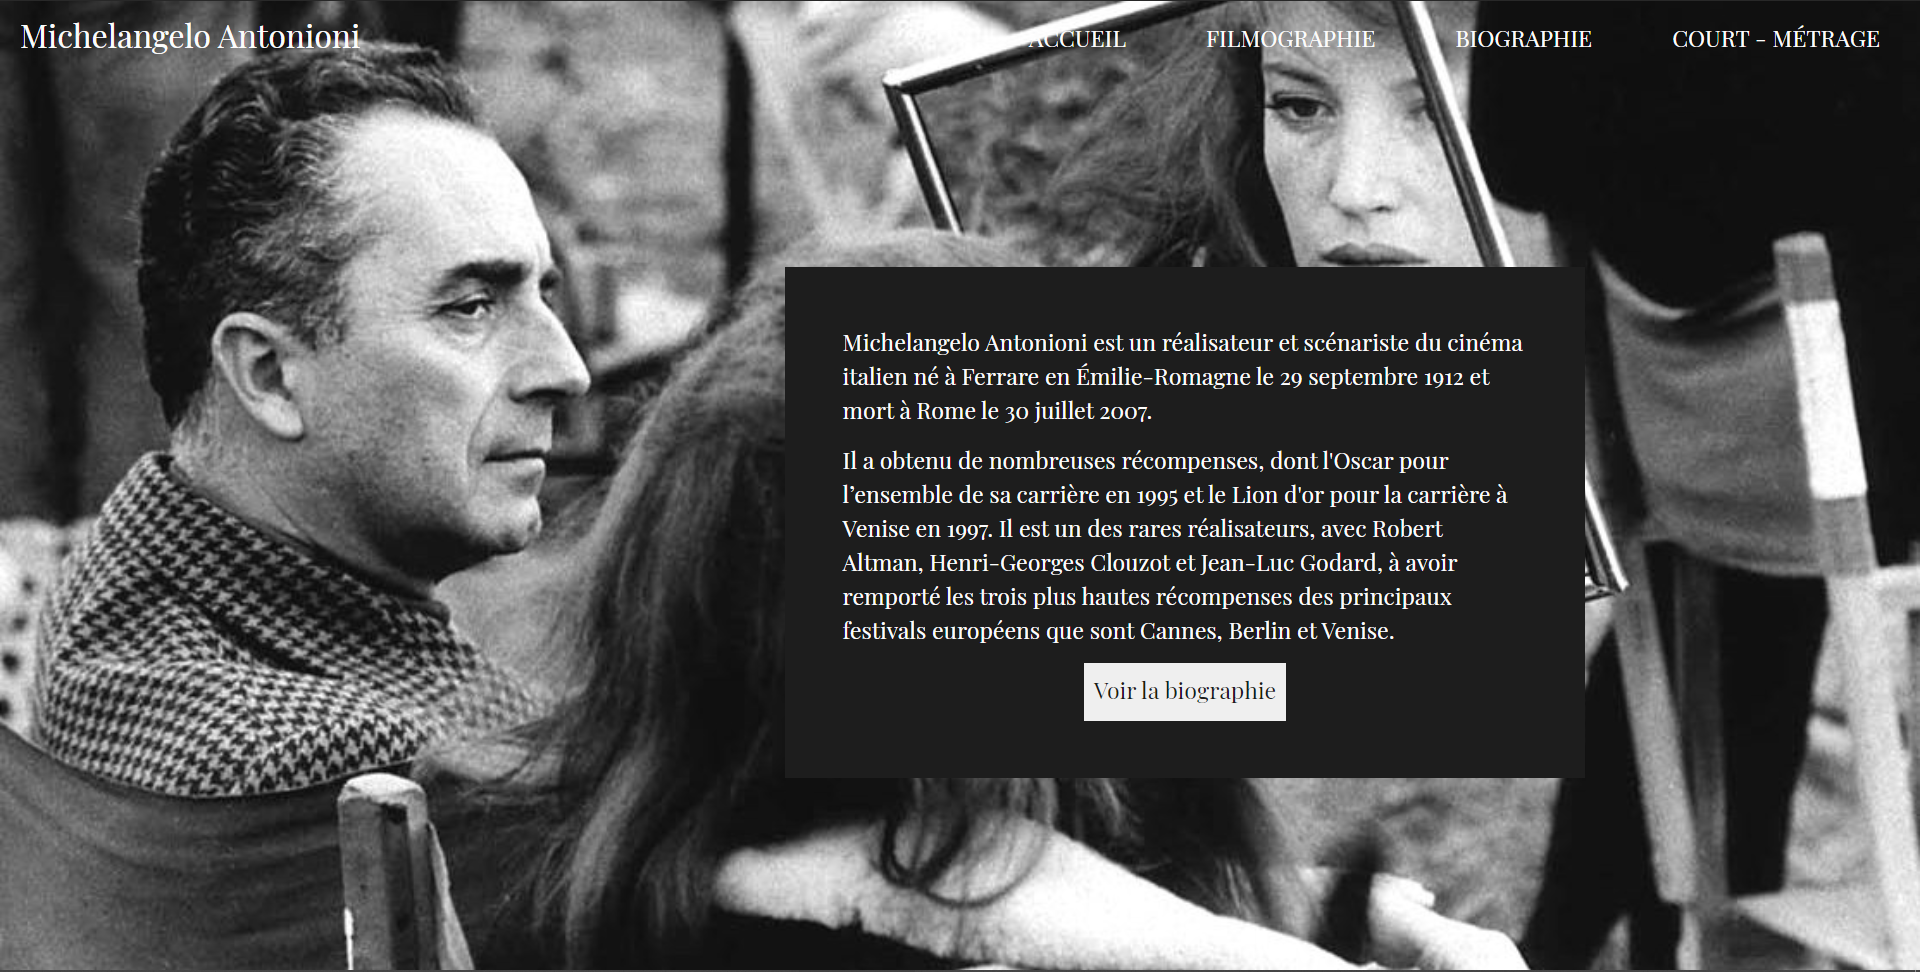 Michelangelo Antonioni
ACCUEIL
FILMOGRAPHIE
BIOGRAPHIE
COURT - MÉTRAGE
Michelangelo Antonioni est un réalisateur et scénariste du cinéma
italien né à Ferrare en Émilie-Romagne le 29 septembre 1912 et
mort à Rome le 30 juillet 2007.
Il a obtenu de nombreuses récompenses, dont l'Oscar pour
l’ensemble de sa carrière en 1995 et le Lion d'or pour la carrière à
Venise en 1997. Il est un des rares réalisateurs, avec Robert
Altman, Henri-Georges Clouzot et Jean-Luc Godard, à avoir
remporté les trois plus hautes récompenses des principaux
festivals européens que sont Cannes, Berlin et Venise.
Voir la biographie